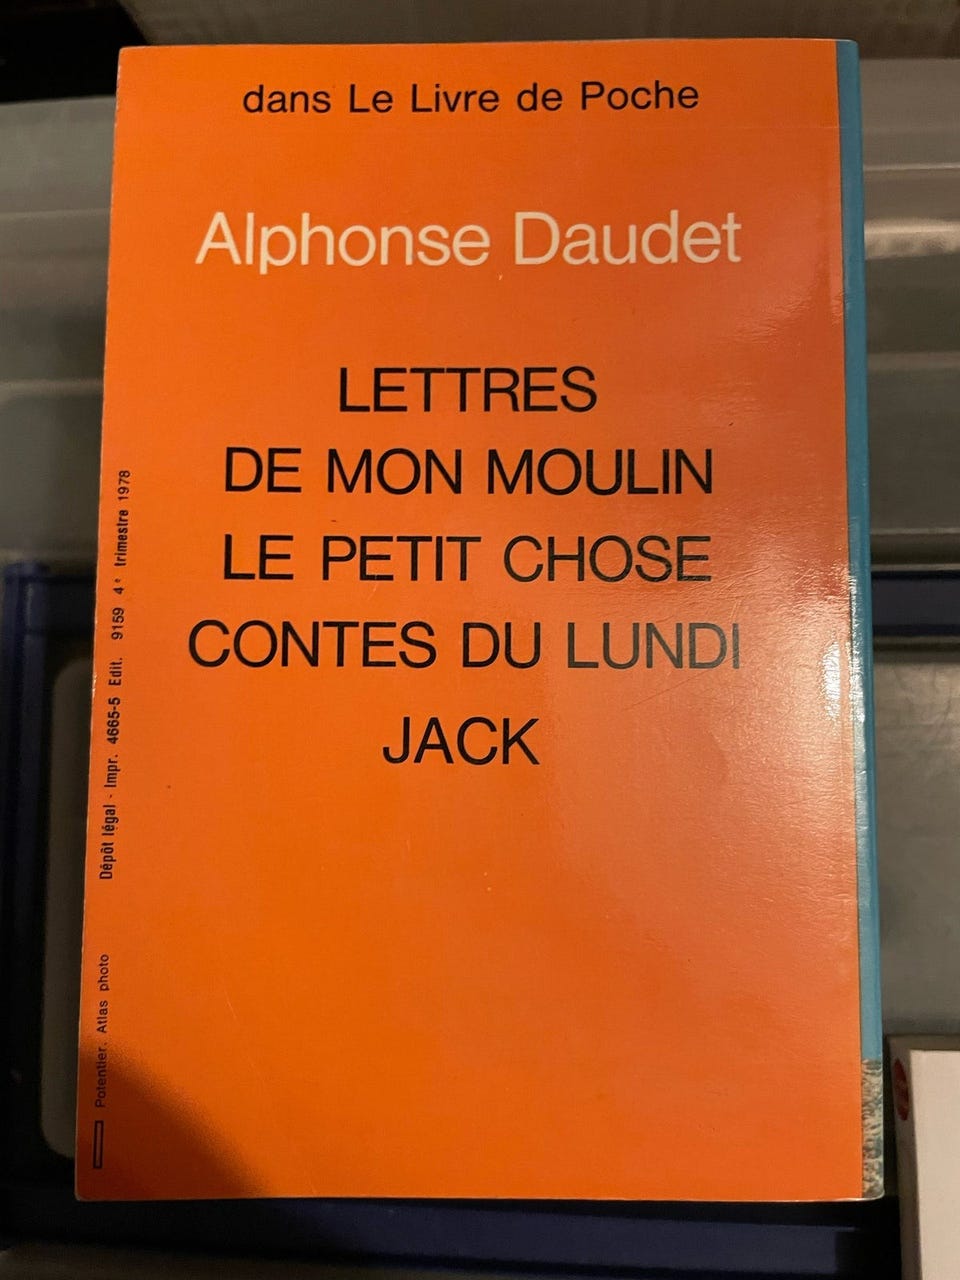 dans Le Livre de Poche
Alphonse Daudet
LETTRES
DE MON MOULIN
LE PETIT CHOSE
CONTES DU LUNDI
JACK
Dépôt légal - Impr. 4665-5 Edit. 9159 4e trimestre 1978
Potentier. Atlas photo